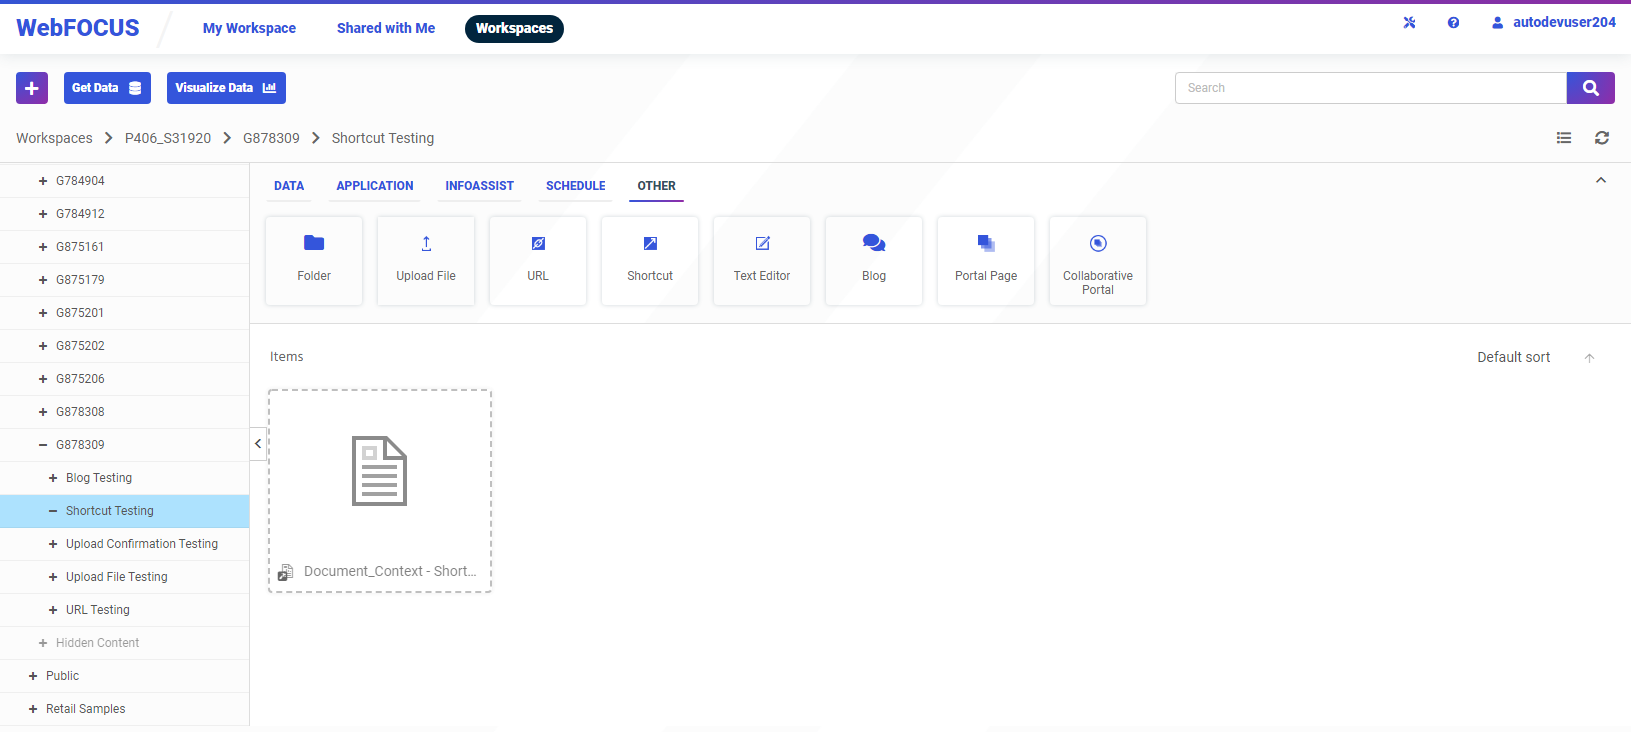 WebFOCUS
My Workspace
Shared with Me
Workspaces
autodevuser204
Get Data
Visualize Data
Search
Workspaces
P406_S31920
G878309
Shortcut Testing
G784904
G784912
G875161
G875179
G875201
G875202
G875206
G878308
G878309
Blog Testing
Shortcut Testing
Upload Confirmation Testing
Upload File Testing
URL Testing
Hidden Content
Public
Retail Samples
DATA
APPLICATION
INFOASSIST
SCHEDULE
OTHER
Folder
Upload File
URL
Shortcut
Text Editor
Blog
Portal Page
Collaborative
Portal
Items
Default sort
Document_Context - Short...